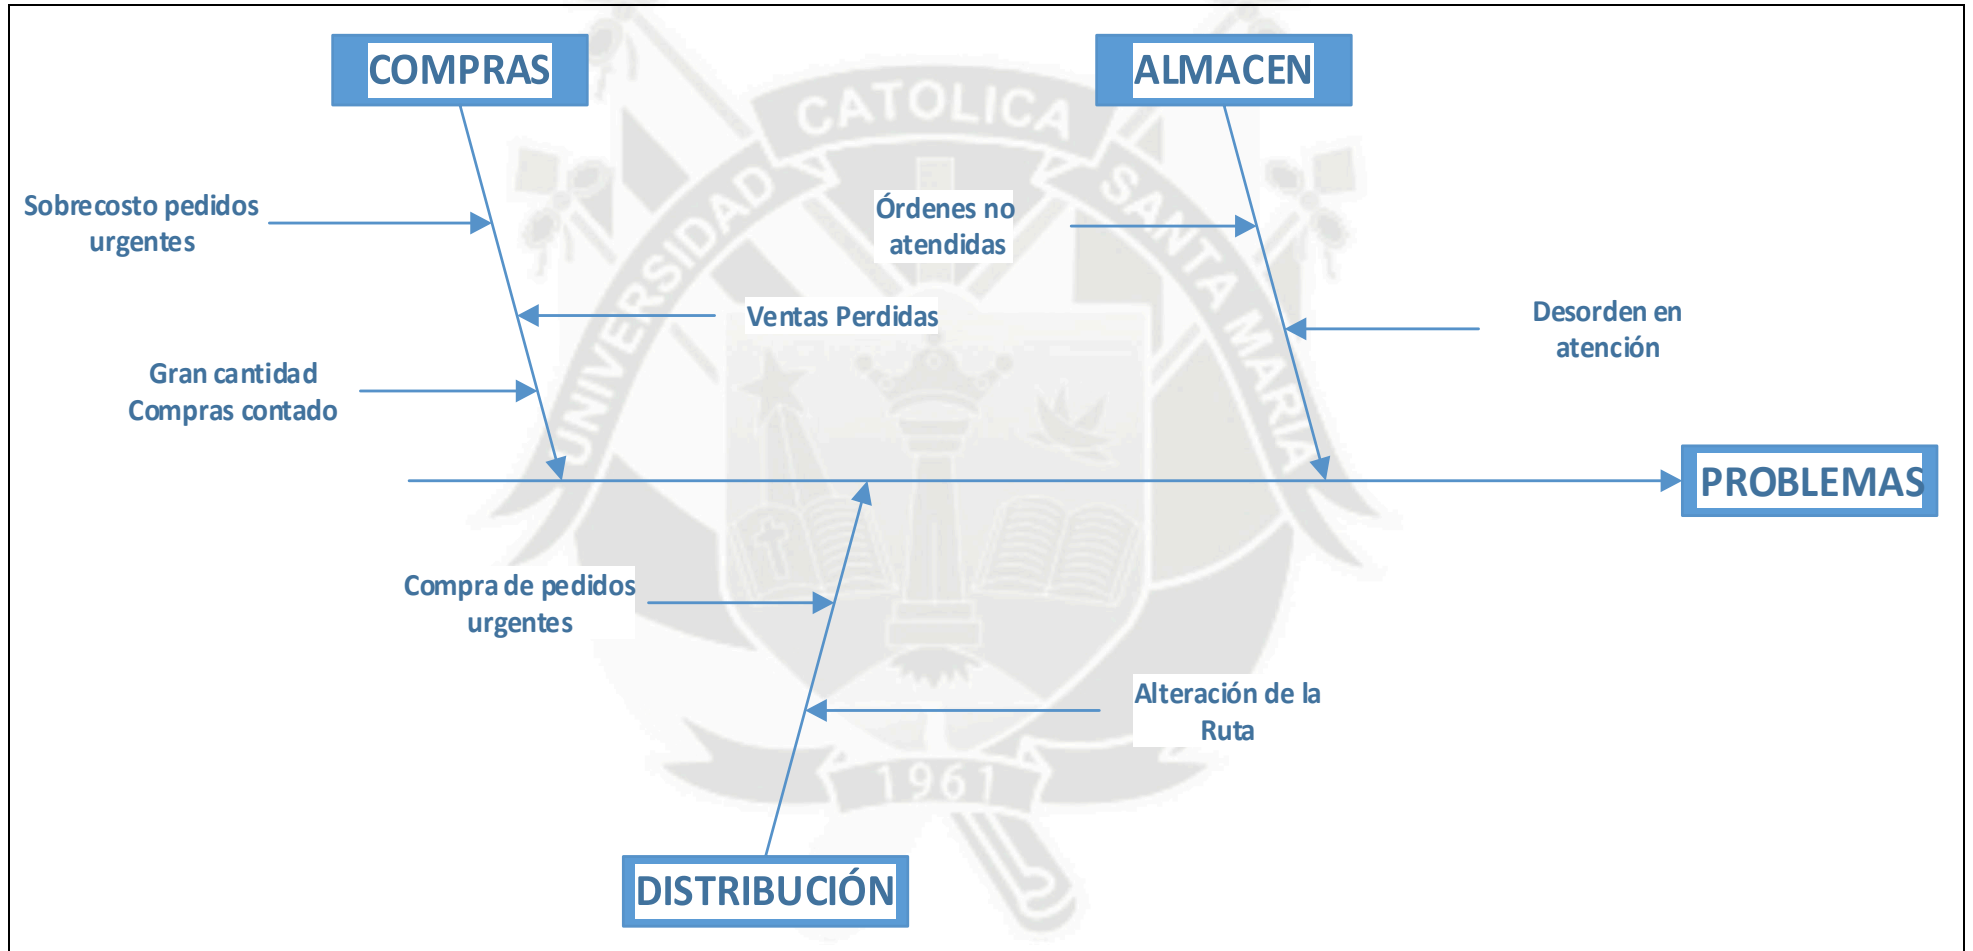 COMPRAS
ALMACEN
Sobrecosto pedidos
urgentes
Órdenes no
atendidas
Ventas Perdidas
Desorden en
atención
Gran cantidad
Compras contado
PROBLEMAS
Compra de pedidos
urgentes
Alteración de la
Ruta
DISTRIBUCIÓN
UNIVERSIDAD
CATOLICA
SANTA MARIA
1961